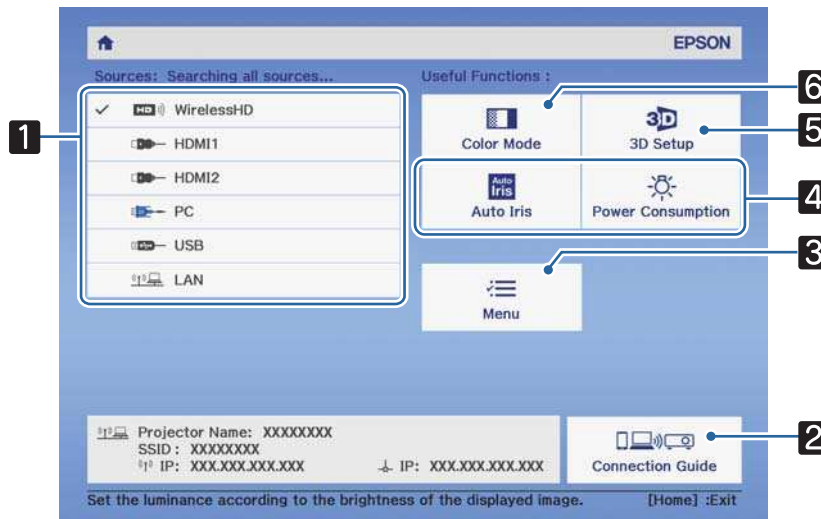 EPSON
Sources: Searching all sources...
Useful Functions :
WirelessHD
HDMI1
HDMI2
PC
USB
LAN
Color Mode
3D
3D Setup
Auto
Iris
Auto Iris
Power Consumption
Menu
Projector Name: XXXXXXXX
SSID : XXXXXXXX
IP: XXX.XXX.XXX.XXX
IP: XXX.XXX.XXX.XXX
Connection Guide
Set the luminance according to the brightness of the displayed image. [Home] :Exit
1
6
5
4
3
2